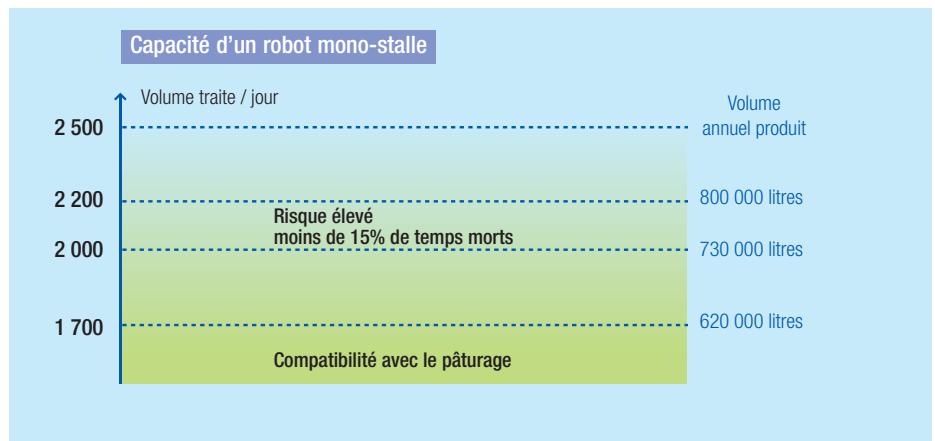 Capacité d'un robot mono-stalle
Volume traite / jour
Volume
annuel produit
2 500
2 200
800 000 litres
Risque élevé
moins de 15% de temps morts
2 000
730 000 litres
1 700
620 000 litres
Compatibilité avec le pâturage